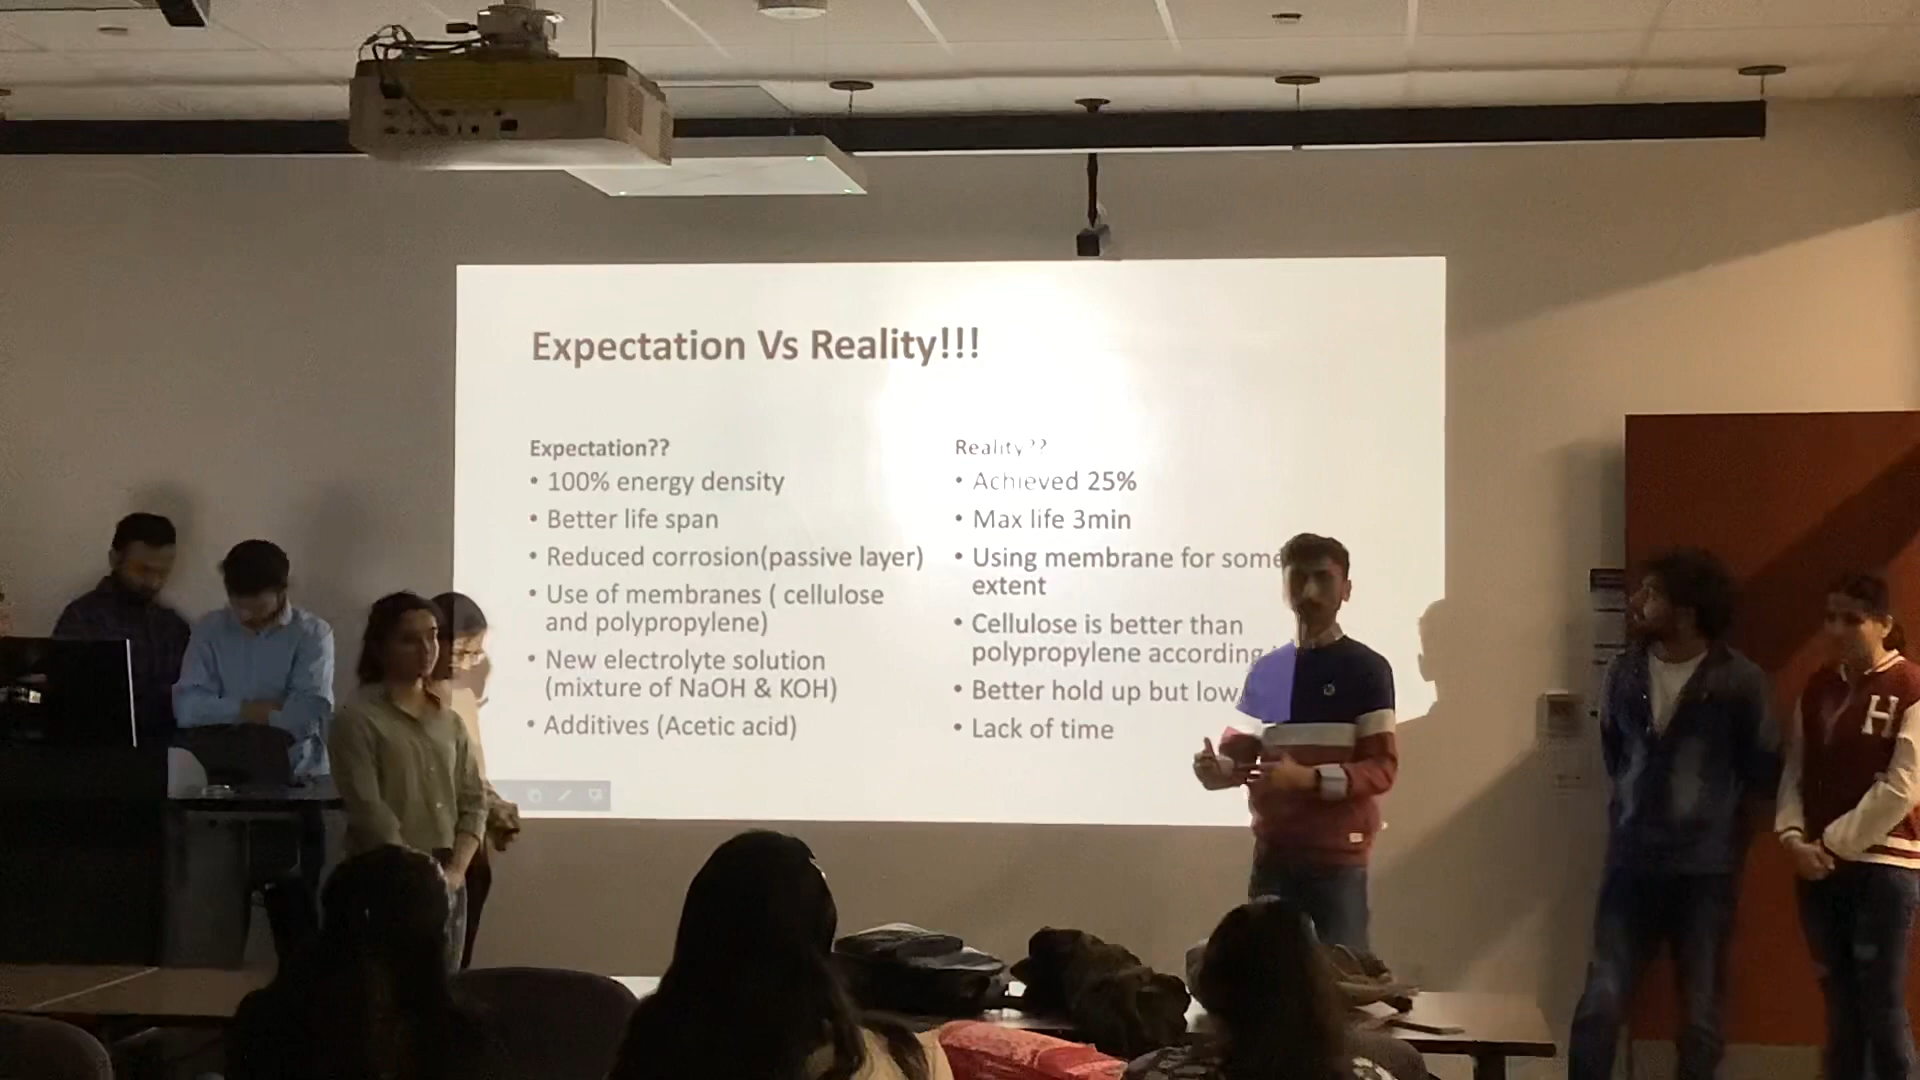 Expectation Vs Reality!!!
Expectation??
• 100% energy density
• Better life span
• Reduced corrosion(passive layer)
• Use of membranes ( cellulose
and polypropylene)
• New electrolyte solution
(mixture of NaOH & KOH)
• Additives (Acetic acid)
Reality??
• Achieved 25%
• Max life 3min
• Using membrane for some
extent
• Cellulose is better than
polypropylene according
• Better hold up but low
• Lack of time
H